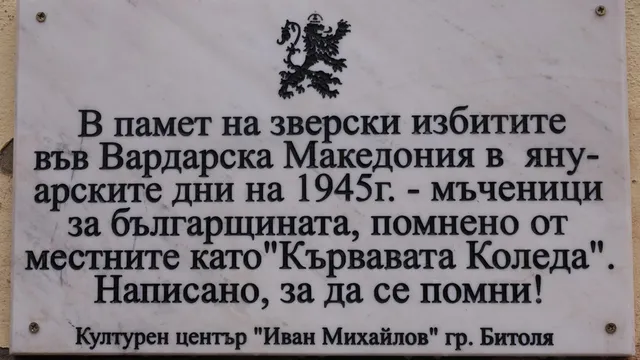 В памет на зверски избитите
във Вардарска Македония в яну-
арските дни на 1945г. - мъченици
за българщината, помнено от
местните като"Кървавата Коледа".
Написано, за да се помни!
Културен център "Иван Михайлов" гр. Битоля